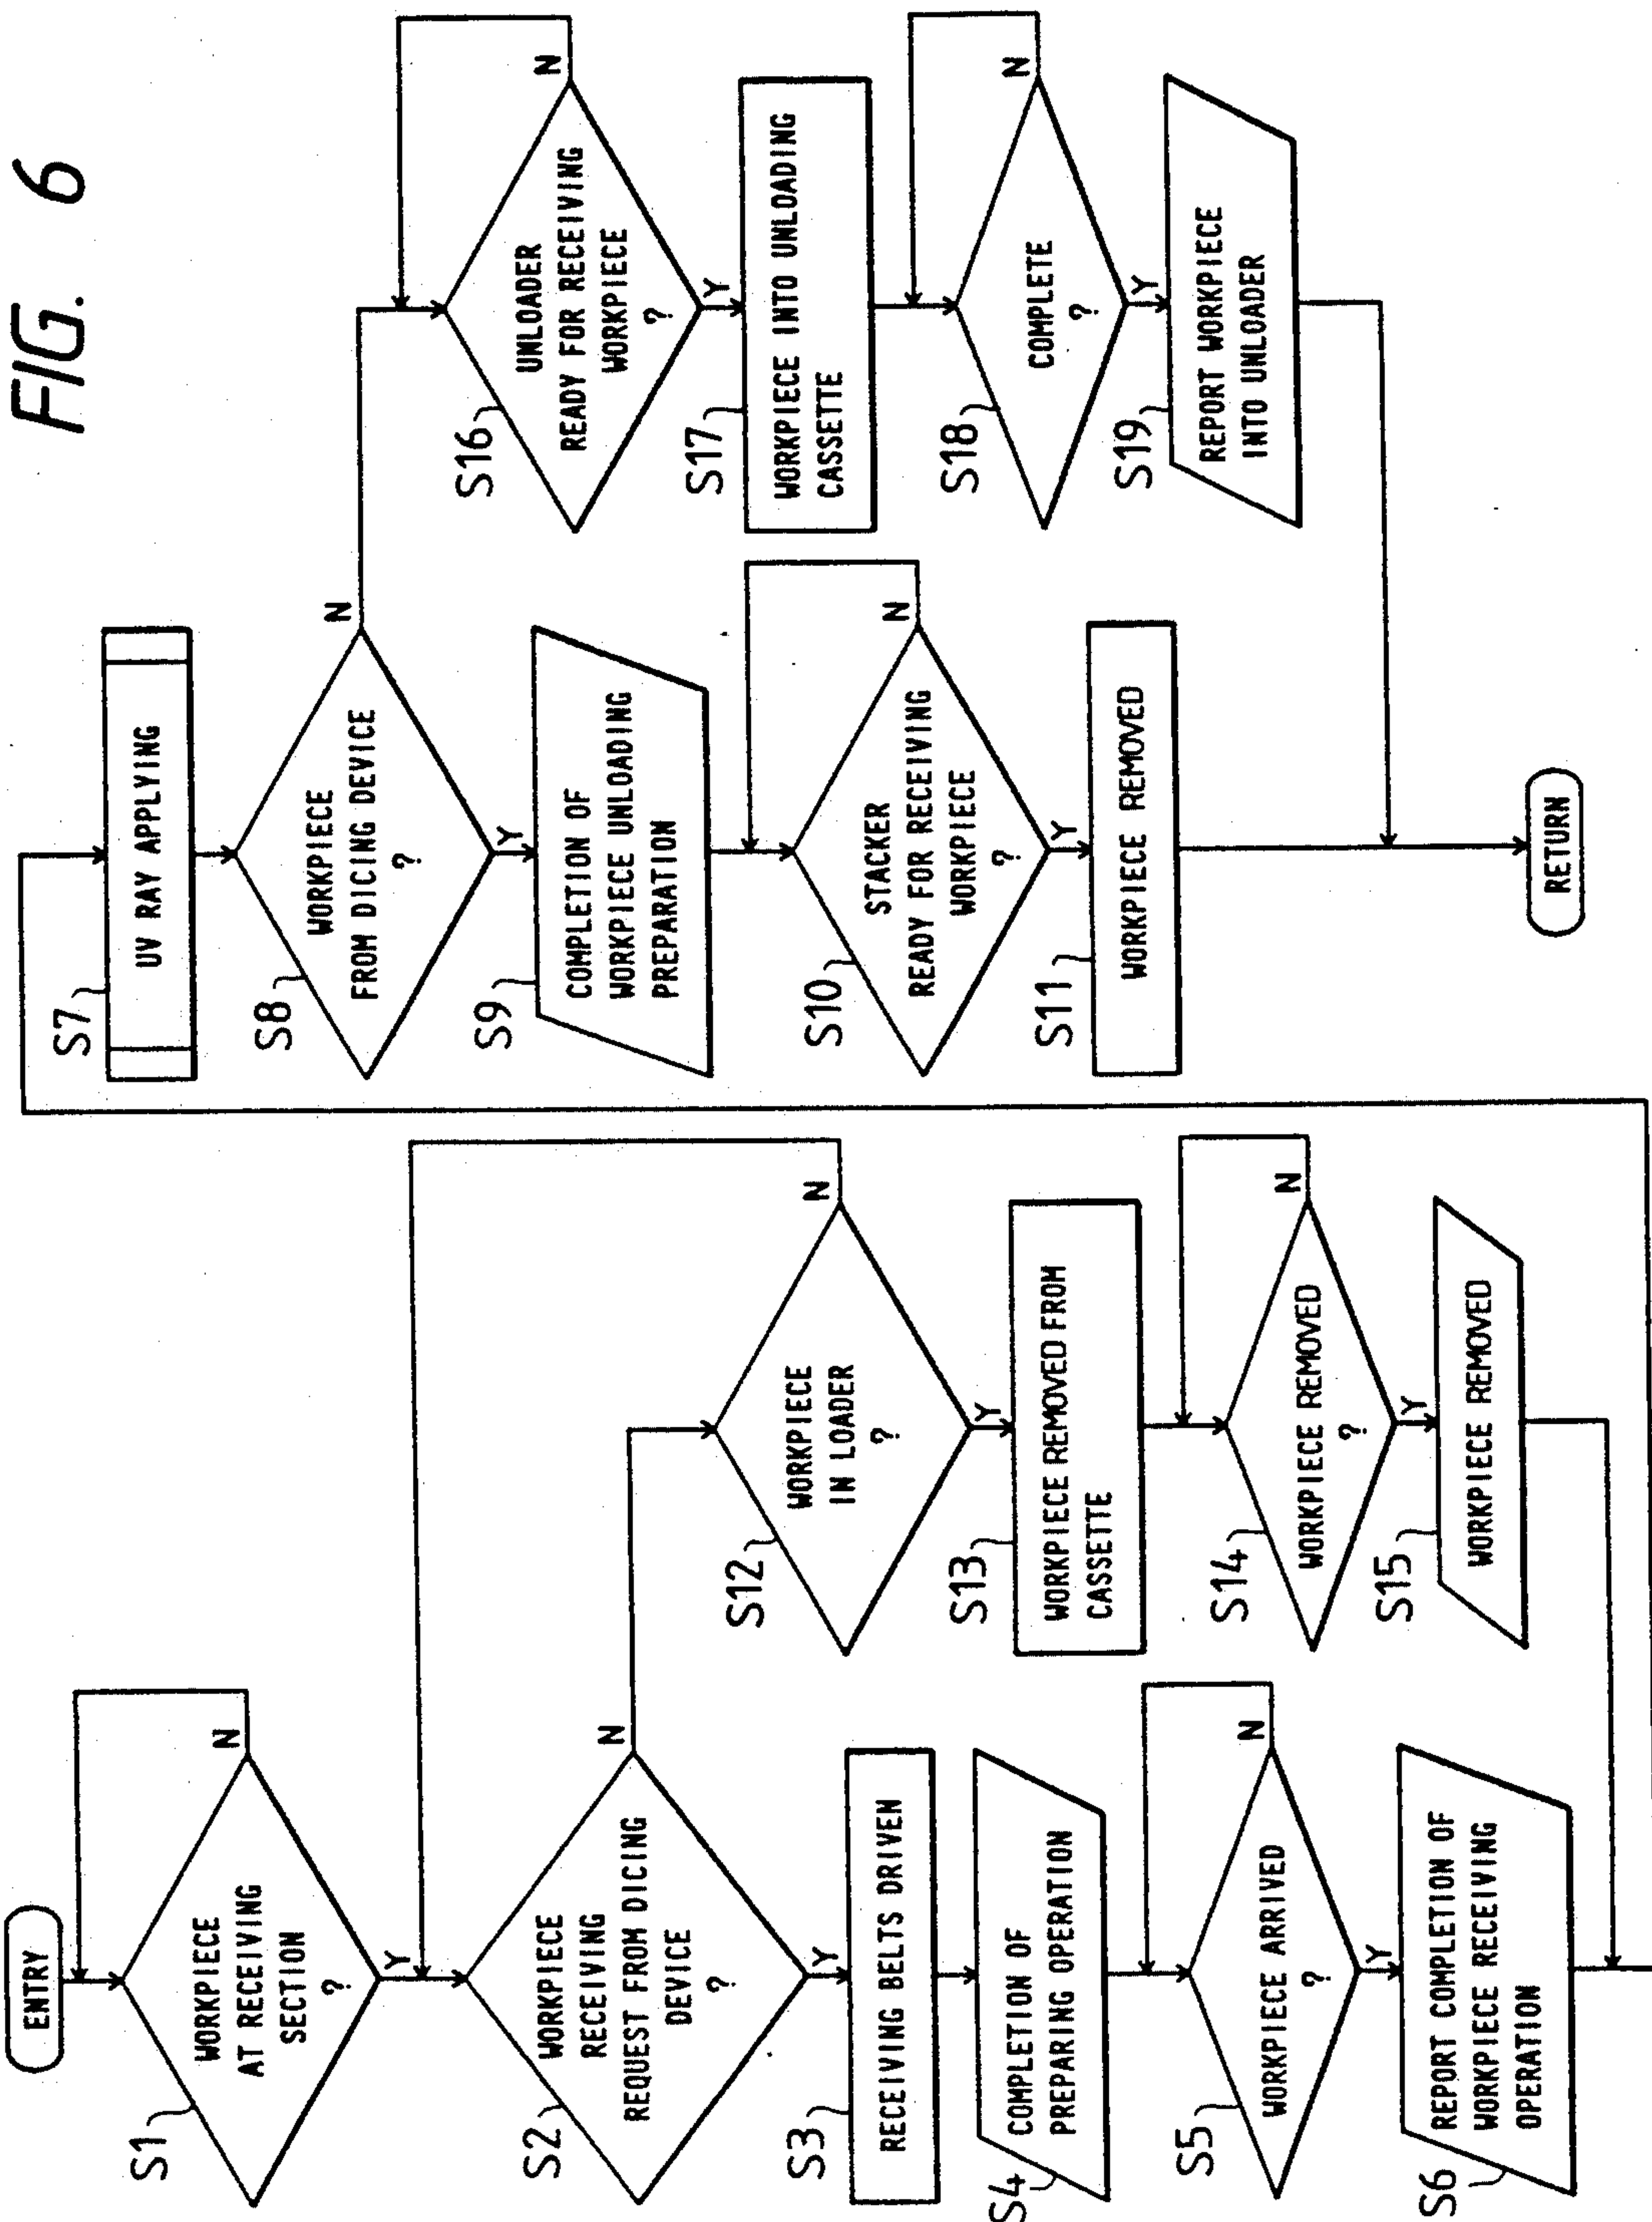 FIG. 6
ENTRY
S1
WORKPIECE
AT RECEIVING
SECTION
?
N
Y
S2
WORKPIECE
RECEIVING
REQUEST FROM DICING
DEVICE
?
N
Y
S3
RECEIVING BELTS DRIVEN
S4
COMPLETION OF
PREPARING OPERATION
S5
WORKPIECE ARRIVED
?
N
Y
S6
REPORT COMPLETION OF
WORKPIECE RECEIVING
OPERATION
S12
WORKPIECE
IN LOADER
?
N
Y
S13
WORKPIECE REMOVED FROM
CASSETTE
S14
WORKPIECE REMOVED
?
N
Y
S15
WORKPIECE REMOVED
S7
UV RAY APPLYING
S8
WORKPIECE
FROM DICING DEVICE
?
N
Y
S9
COMPLETION OF
WORKPIECE UNLOADING
PREPARATION
S10
STACKER
READY FOR RECEIVING
WORKPIECE
?
N
Y
S11
WORKPIECE REMOVED
S16
UNLOADER
READY FOR RECEIVING
WORKPIECE
?
N
Y
S17
WORKPIECE INTO UNLOADING
CASSETTE
S18
COMPLETE
?
N
Y
S19
REPORT WORKPIECE
INTO UNLOADER
RETURN